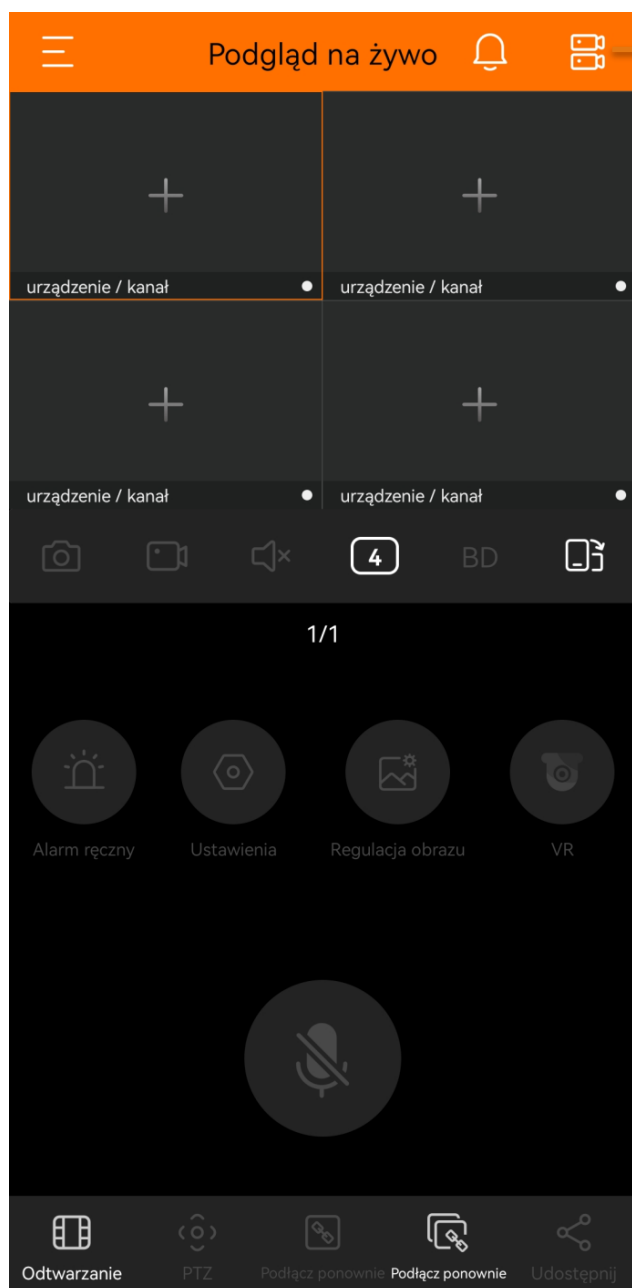 Podgląd na żywo
urządzenie / kanał
urządzenie / kanał
urządzenie / kanał
urządzenie / kanał
4
BD
1/1
Alarm ręczny
Ustawienia
Regulacja obrazu
VR
Odtwarzanie
PTZ
Podłącz ponownie
Podłącz ponownie
Udostępnij